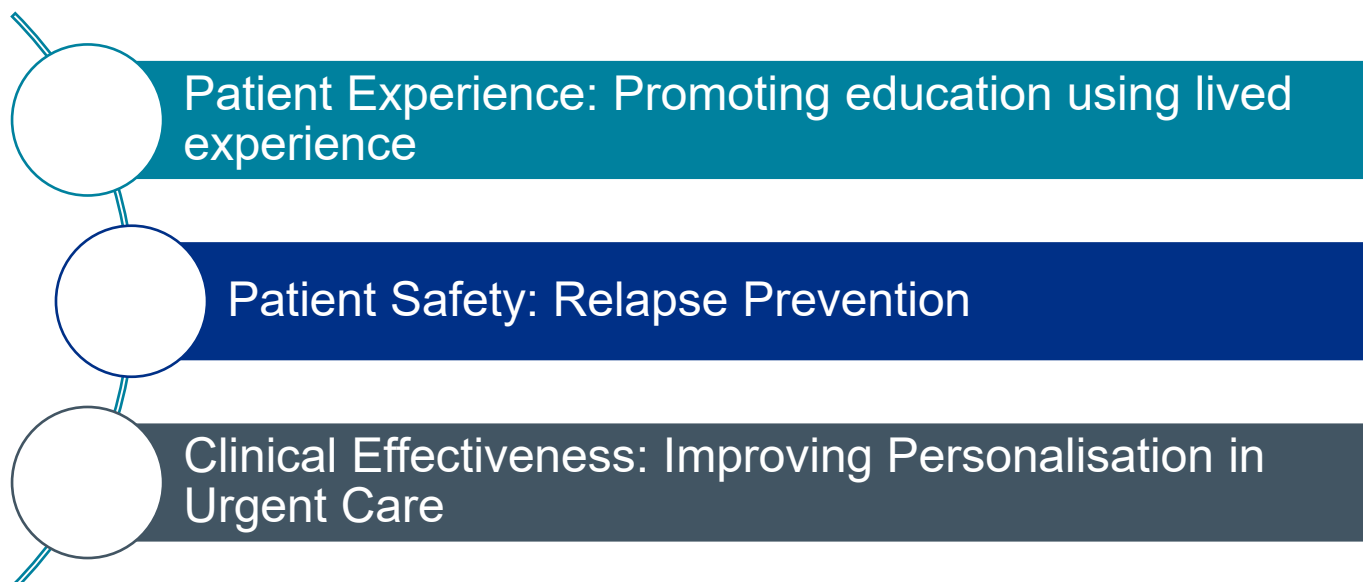 Patient Experience: Promoting education using lived
experience
Patient Safety: Relapse Prevention
Clinical Effectiveness: Improving Personalisation in
Urgent Care